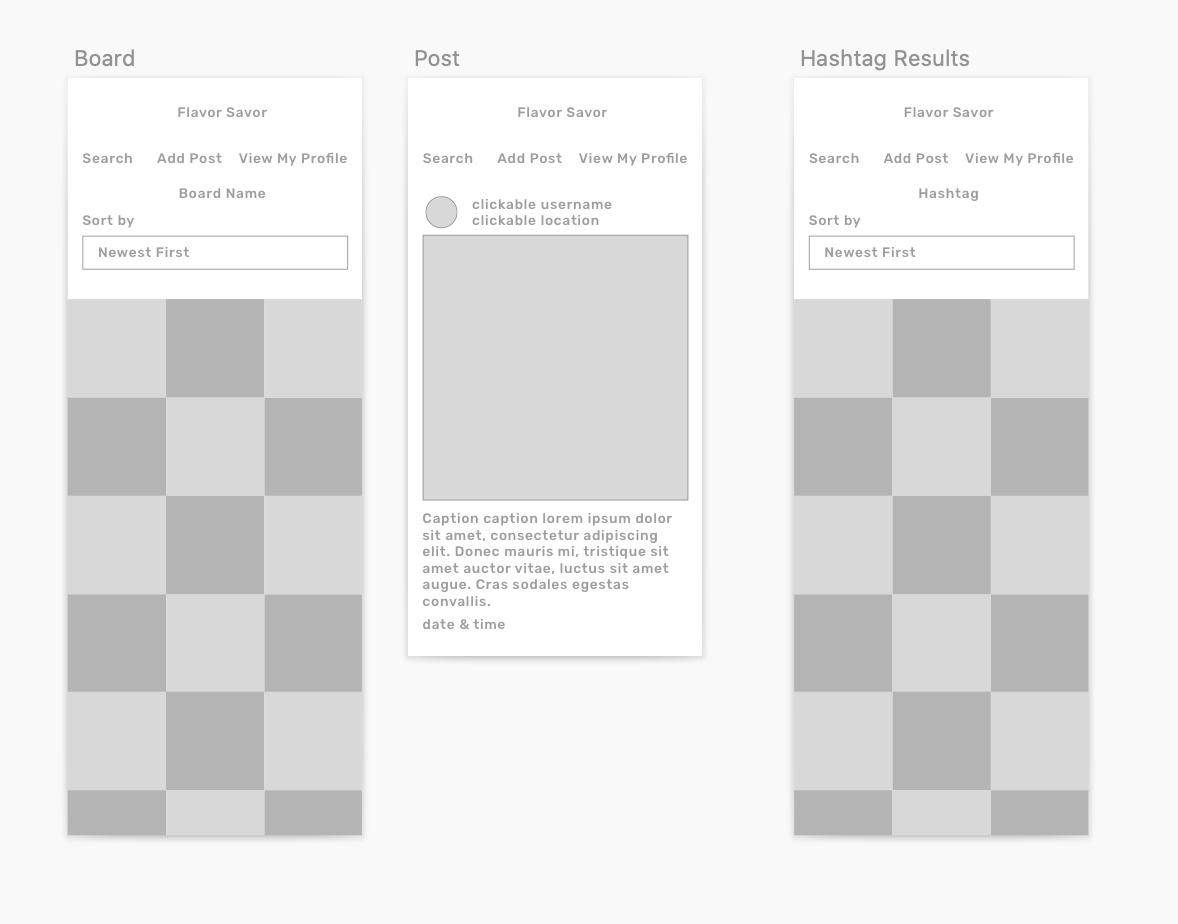 Board
Flavor Savor
Search Add Post View My Profile
Board Name
Sort by
Newest First
Post
Flavor Savor
Search Add Post View My Profile
clickable username
clickable location
Caption caption lorem ipsum dolor
sit amet, consectetur adipiscing
elit. Donec mauris mi, tristique sit
amet auctor vitae, luctus sit amet
augue. Cras sodales egestas
convallis.
date & time
Hashtag Results
Flavor Savor
Search Add Post View My Profile
Hashtag
Sort by
Newest First